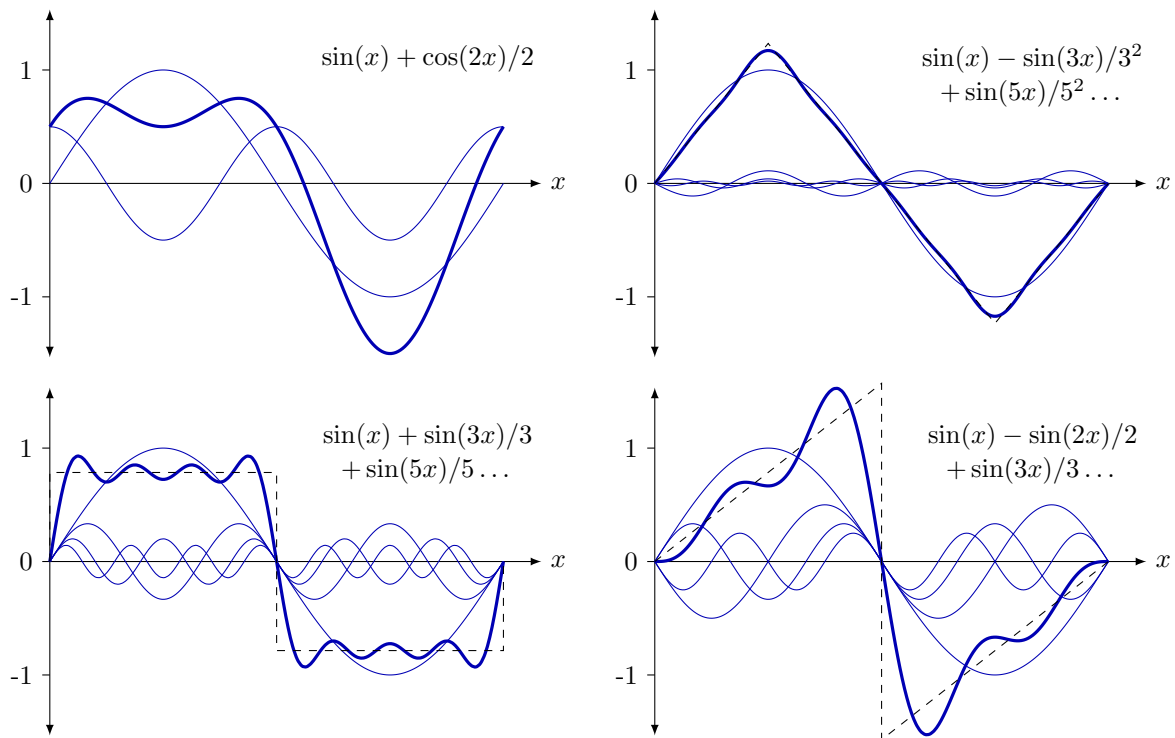 sin(x) + cos(2x)/2
1
0
-1
x
sin(x) − sin(3x)/3²
+ sin(5x)/5² …
1
0
-1
x
sin(x) + sin(3x)/3
+ sin(5x)/5 …
1
0
-1
x
sin(x) − sin(2x)/2
+ sin(3x)/3 …
1
0
-1
x